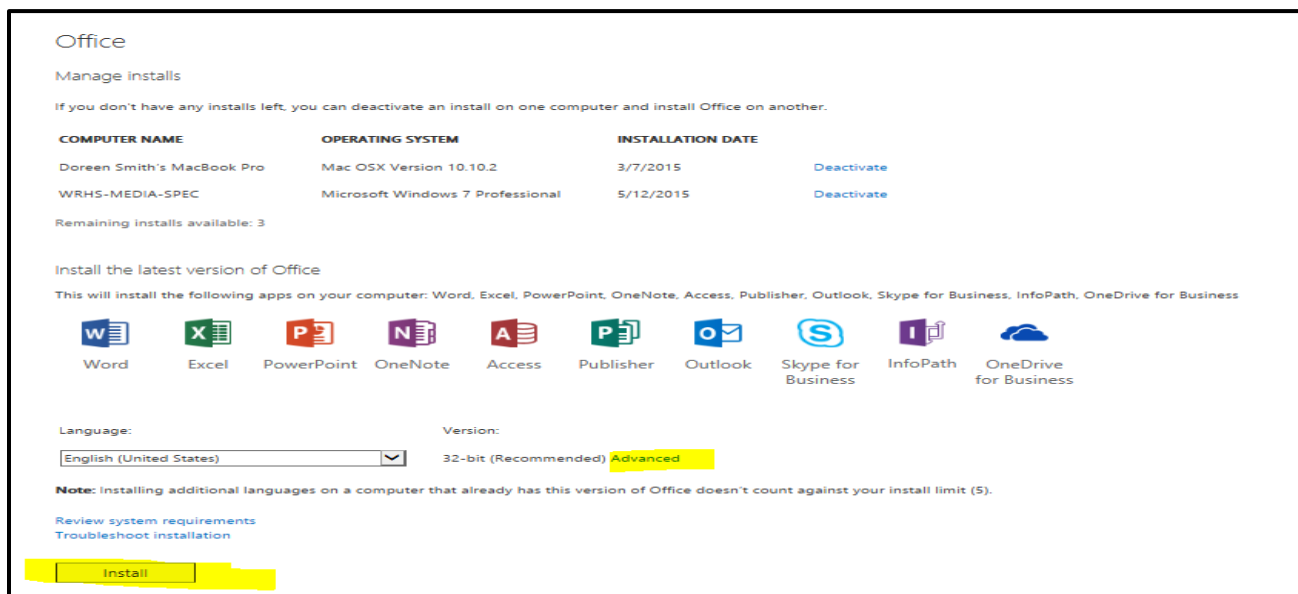 Office
Manage installs
If you don't have any installs left, you can deactivate an install on one computer and install Office on another.
COMPUTER NAME OPERATING SYSTEM INSTALLATION DATE
Doreen Smith's MacBook Pro Mac OSX Version 10.10.2 3/7/2015 Deactivate
WRHS-MEDIA-SPEC Microsoft Windows 7 Professional 5/12/2015 Deactivate
Remaining installs available: 3
Install the latest version of Office
This will install the following apps on your computer: Word, Excel, PowerPoint, OneNote, Access, Publisher, Outlook, Skype for Business, InfoPath, OneDrive for Business
Word Excel PowerPoint OneNote Access Publisher Outlook Skype for Business InfoPath OneDrive for Business
Language: Version:
English (United States) 32-bit (Recommended) Advanced
Note: Installing additional languages on a computer that already has this version of Office doesn't count against your install limit (5).
Review system requirements
Troubleshoot installation
Install